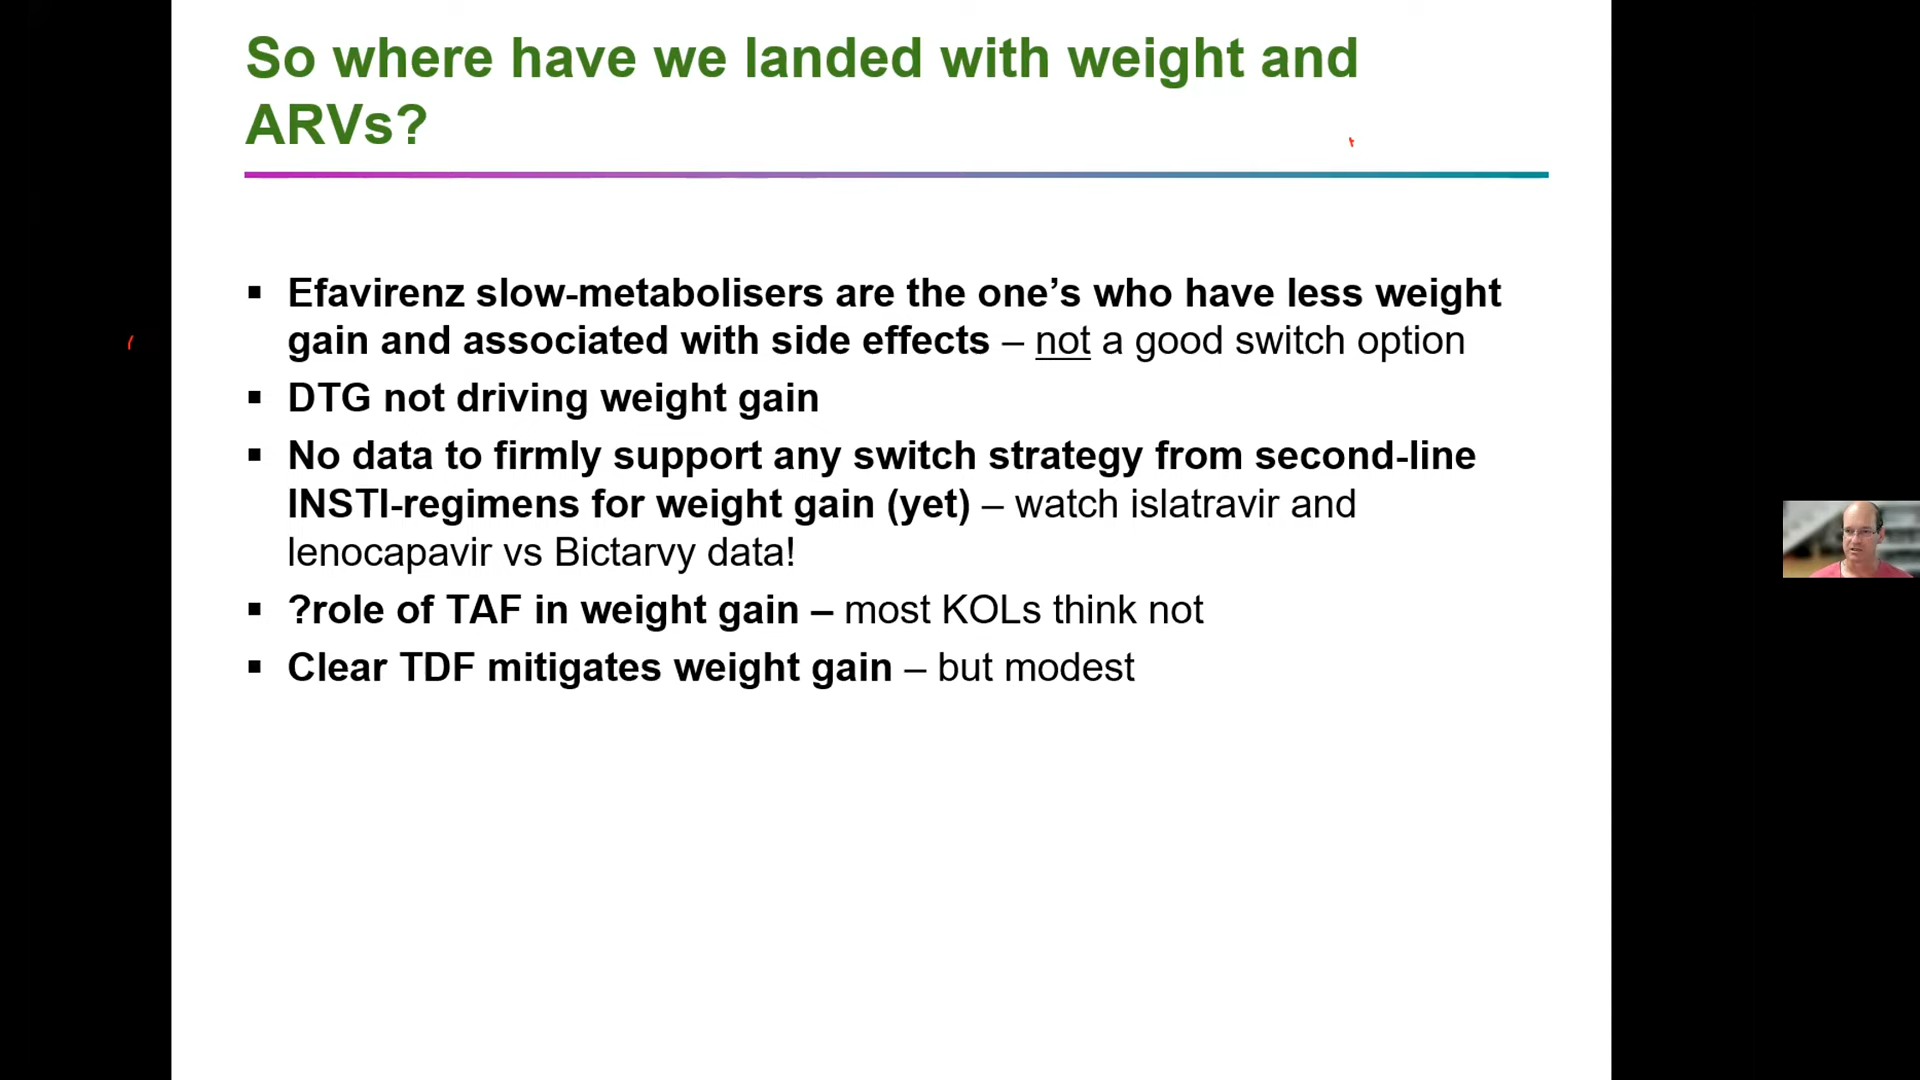 So where have we landed with weight and
ARVs?
▪ Efavirenz slow-metabolisers are the one’s who have less weight
gain and associated with side effects – not a good switch option
▪ DTG not driving weight gain
▪ No data to firmly support any switch strategy from second-line
INSTI-regimens for weight gain (yet) – watch islatravir and
lenocapavir vs Bictarvy data!
▪ ?role of TAF in weight gain – most KOLs think not
▪ Clear TDF mitigates weight gain – but modest